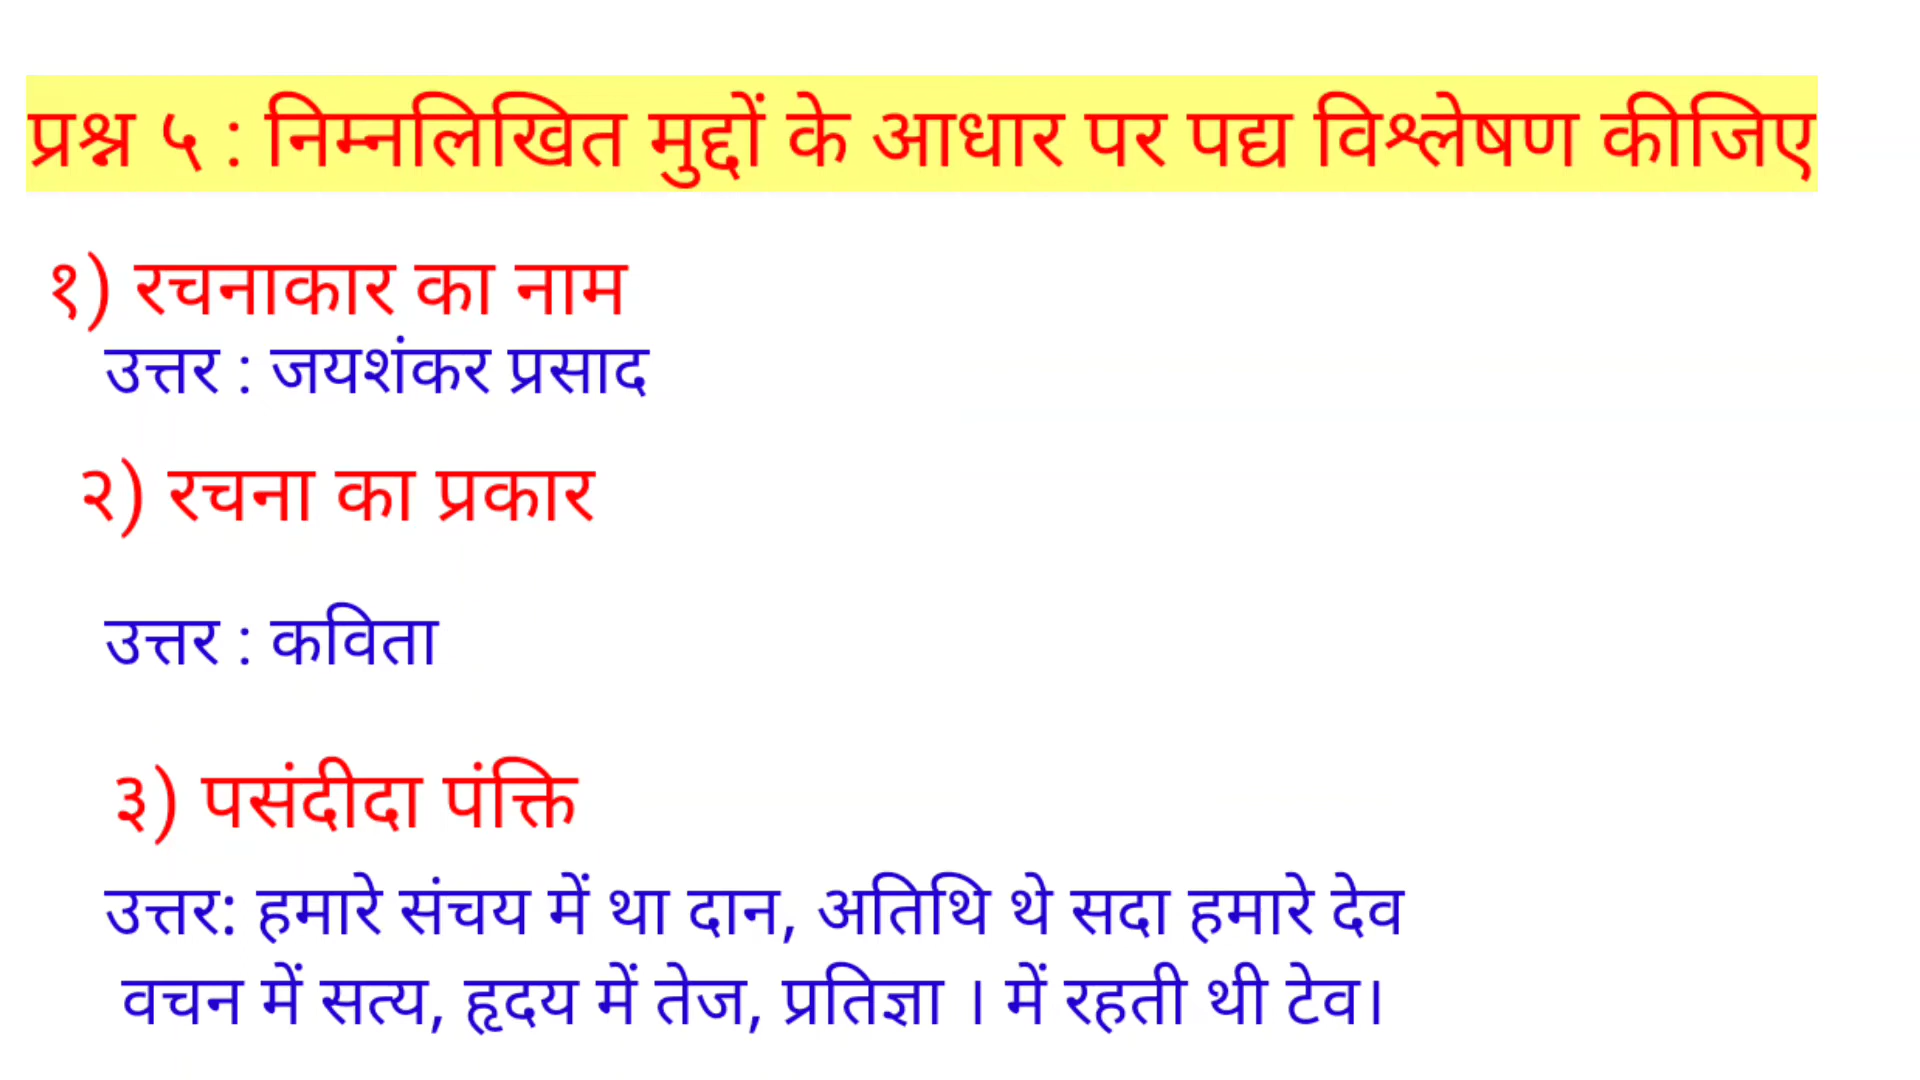 प्रश्न ५ : निम्नलिखित मुद्दों के आधार पर पद्य विश्लेषण कीजिए
१) रचनाकार का नाम
उत्तर : जयशंकर प्रसाद
२) रचना का प्रकार
उत्तर : कविता
३) पसंदीदा पंक्ति
उत्तर: हमारे संचय में था दान, अतिथि थे सदा हमारे देव
वचन में सत्य, हृदय में तेज, प्रतिज्ञा । में रहती थी टेव।